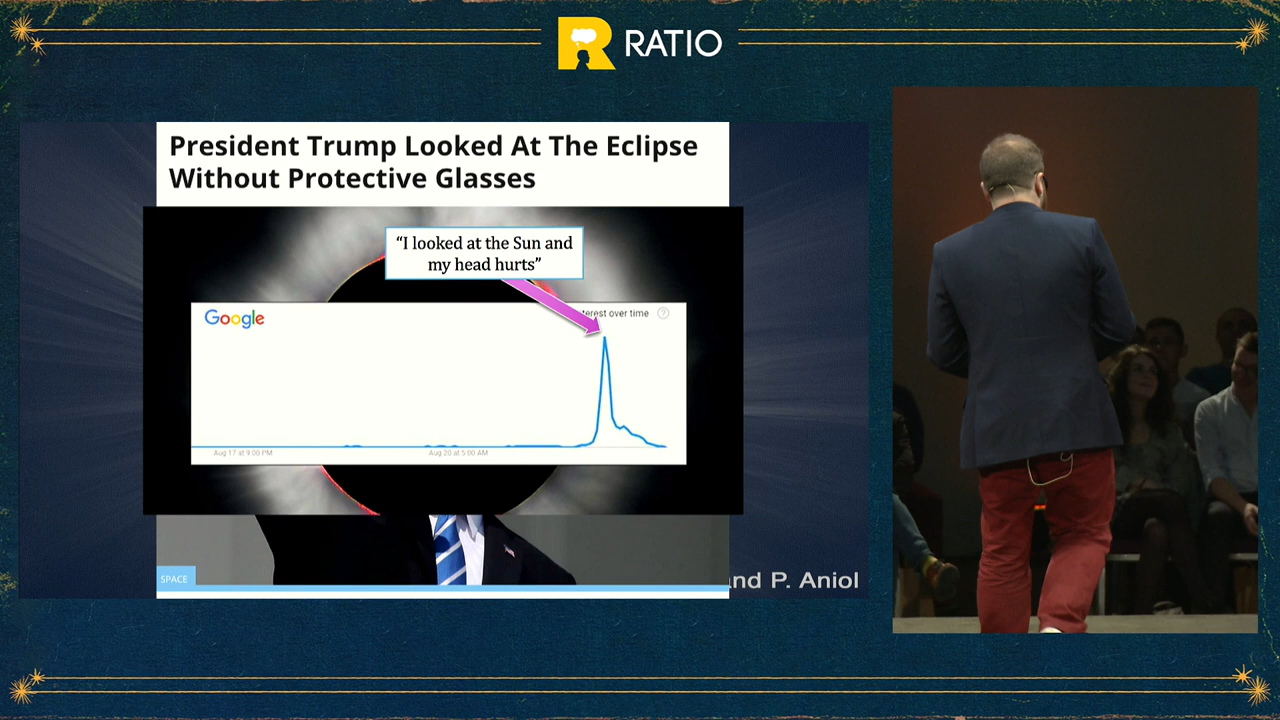 RATIO
President Trump Looked At The Eclipse
Without Protective Glasses
“I looked at the Sun and
my head hurts”
Google
terest over time
?
Aug 17 at 9:00 PM
Aug 20 at 5:00 AM
SPACE
nd P. Aniol